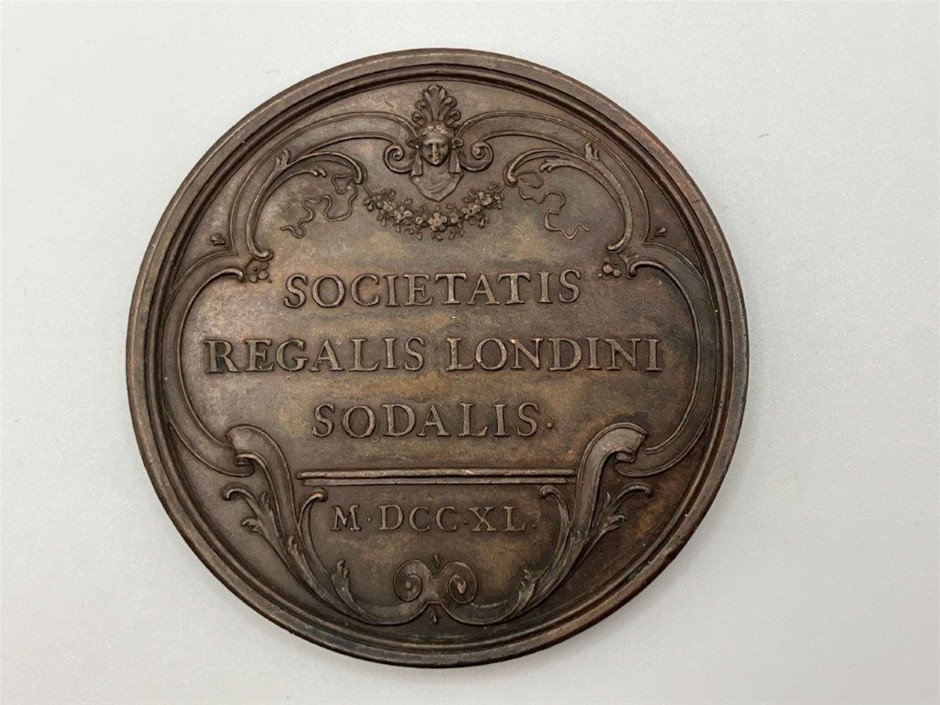 SOCIETATIS
REGALIS LONDINI
SODALIS·
M·DCC·XL·